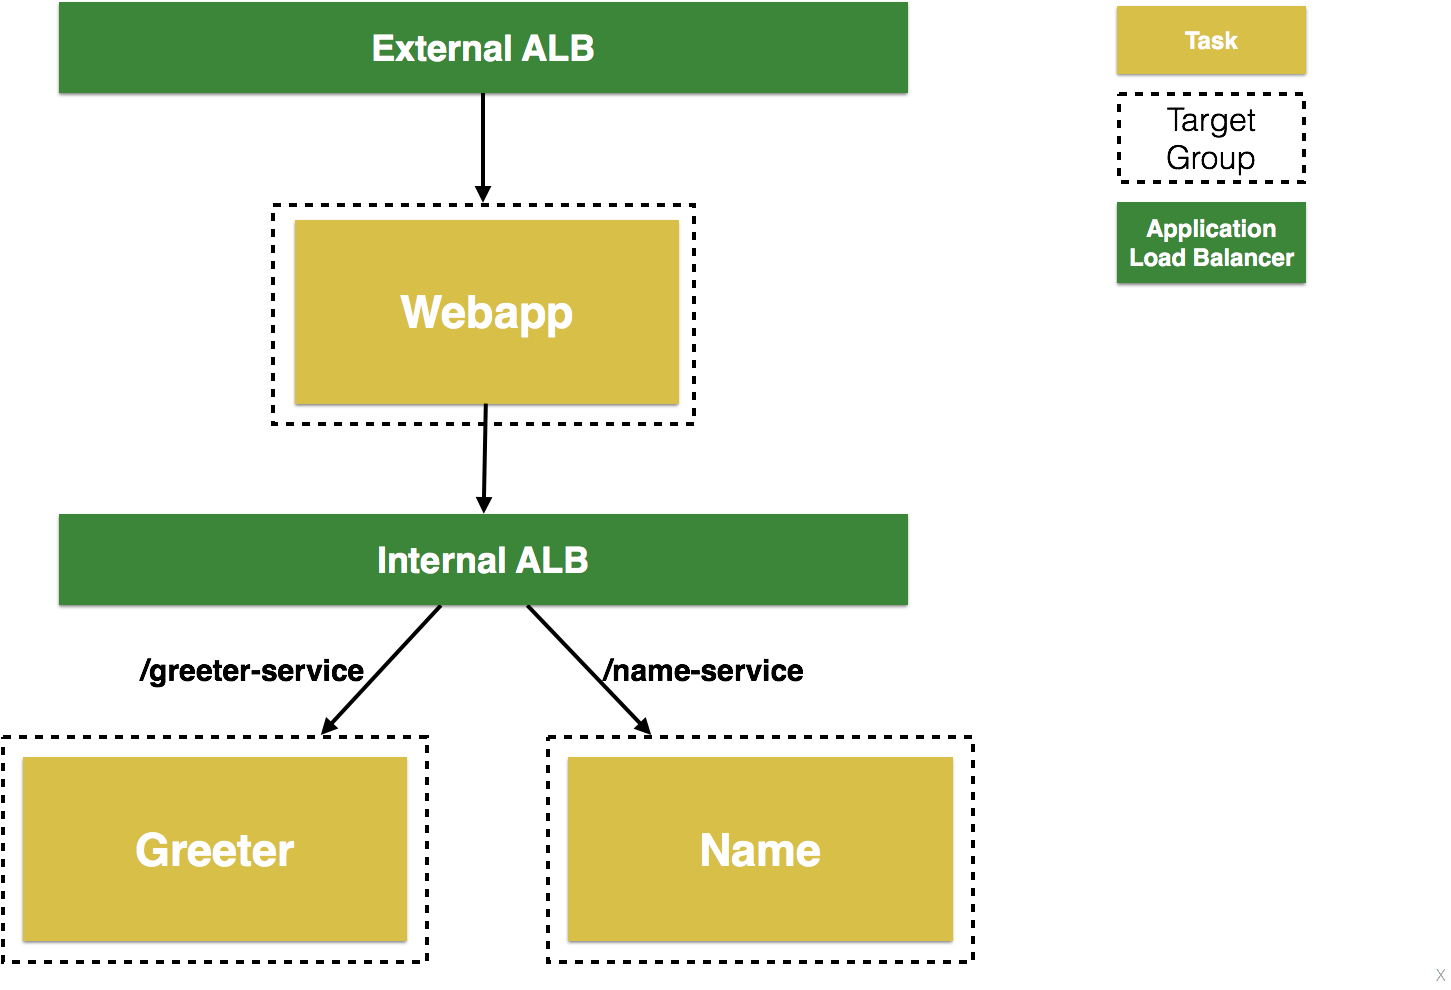 External ALB
Webapp
Internal ALB
/greeter-service
/name-service
Greeter
Name
Task
Target
Group
Application
Load Balancer
X